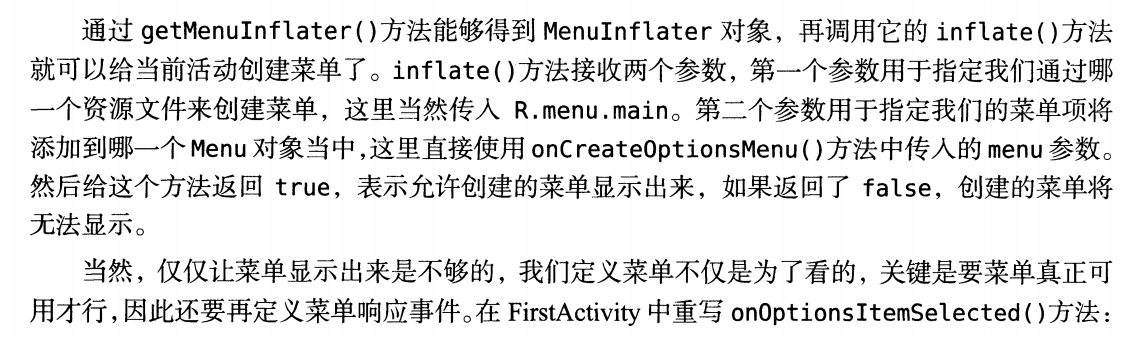 通过 getMenuInflater()方法能够得到 MenuInflater 对象，再调用它的 inflate()方法
就可以给当前活动创建菜单了。inflate()方法接收两个参数，第一个参数用于指定我们通过哪
一个资源文件来创建菜单，这里当然传入 R.menu.main。第二个参数用于指定我们的菜单项将
添加到哪一个 Menu 对象当中，这里直接使用 onCreateOptionsMenu()方法中传入的 menu 参数。
然后给这个方法返回 true，表示允许创建的菜单显示出来，如果返回了 false，创建的菜单将
无法显示。
当然，仅仅让菜单显示出来是不够的，我们定义菜单不仅是为了看的，关键是要菜单真正可
用才行，因此还要再定义菜单响应事件。在 FirstActivity 中重写 onOptionsItemSelected()方法：